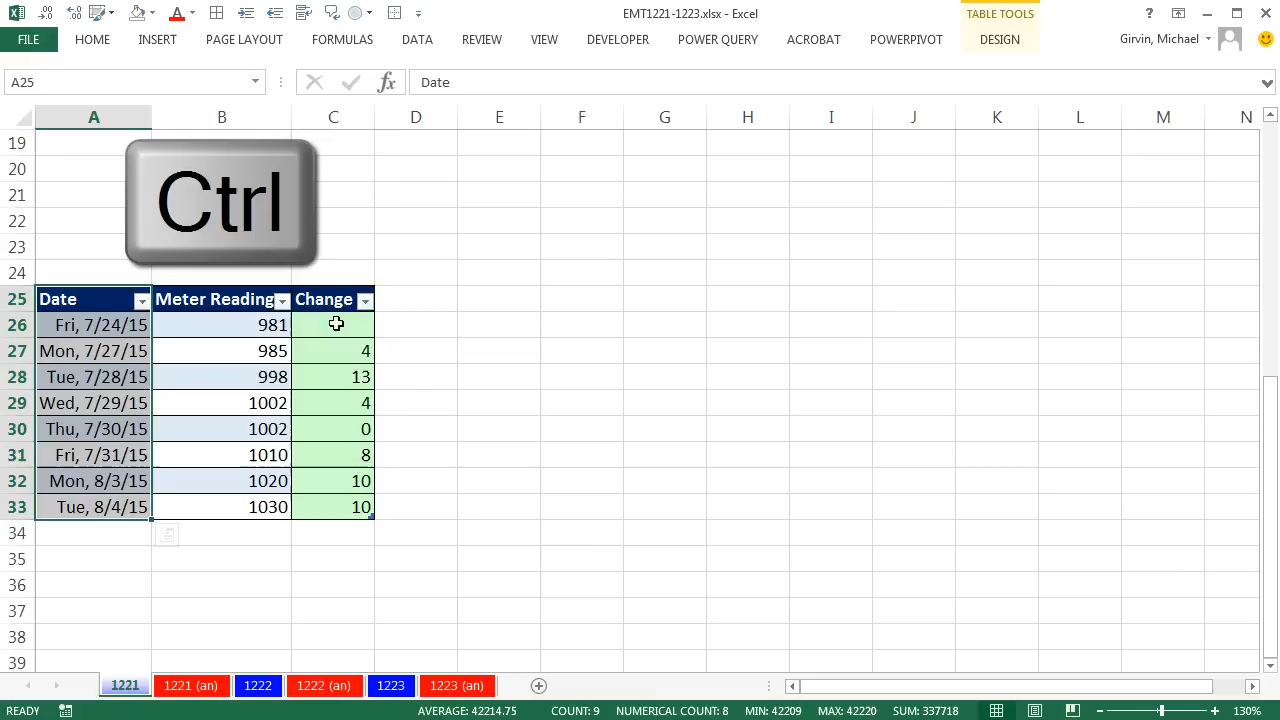 EMT1221-1223.xlsx - Excel
TABLE TOOLS
?
FILE HOME INSERT PAGE LAYOUT FORMULAS DATA REVIEW VIEW DEVELOPER POWER QUERY ACROBAT POWERPIVOT DESIGN Girvin, Michael
A25 fx Date
A B C D E F G H I J K L M N
19
20
21
22
23
24
Ctrl
25 Date Meter Reading Change
26 Fri, 7/24/15 981
27 Mon, 7/27/15 985 4
28 Tue, 7/28/15 998 13
29 Wed, 7/29/15 1002 4
30 Thu, 7/30/15 1002 0
31 Fri, 7/31/15 1010 8
32 Mon, 8/3/15 1020 10
33 Tue, 8/4/15 1030 10
34
35
36
37
38
39
1221 1221 (an) 1222 1222 (an) 1223 1223 (an)
READY AVERAGE: 42214.75 COUNT: 9 NUMERICAL COUNT: 8 MIN: 42209 MAX: 42220 SUM: 337718 130%